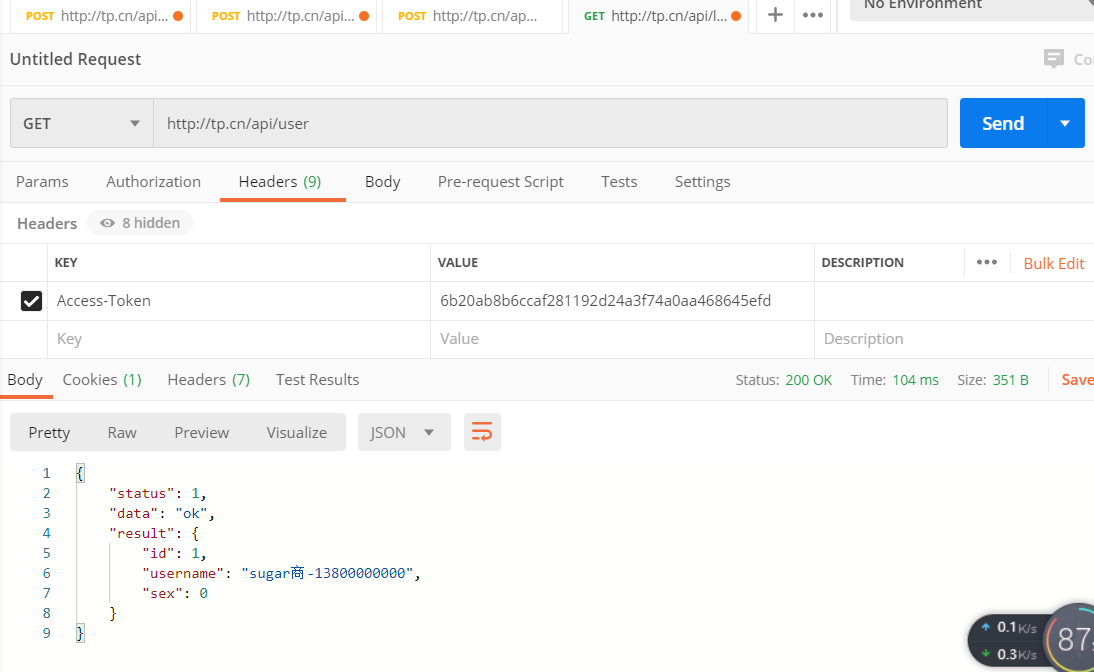 POST http://tp.cn/api... POST http://tp.cn/api... POST http://tp.cn/ap... GET http://tp.cn/api/l... No Environment
Untitled Request Co
GET http://tp.cn/api/user Send
Params Authorization Headers (9) Body Pre-request Script Tests Settings
Headers 8 hidden
KEY VALUE DESCRIPTION Bulk Edit
Access-Token 6b20ab8b6ccaf281192d24a3f74a0aa468645efd
Key Value Description
Body Cookies (1) Headers (7) Test Results Status: 200 OK Time: 104 ms Size: 351 B Save
Pretty Raw Preview Visualize JSON
1 {
2 "status": 1,
3 "data": "ok",
4 "result": {
5 "id": 1,
6 "username": "sugar商-13800000000",
7 "sex": 0
8 }
9 }
0.1K/s
0.3K/s
87